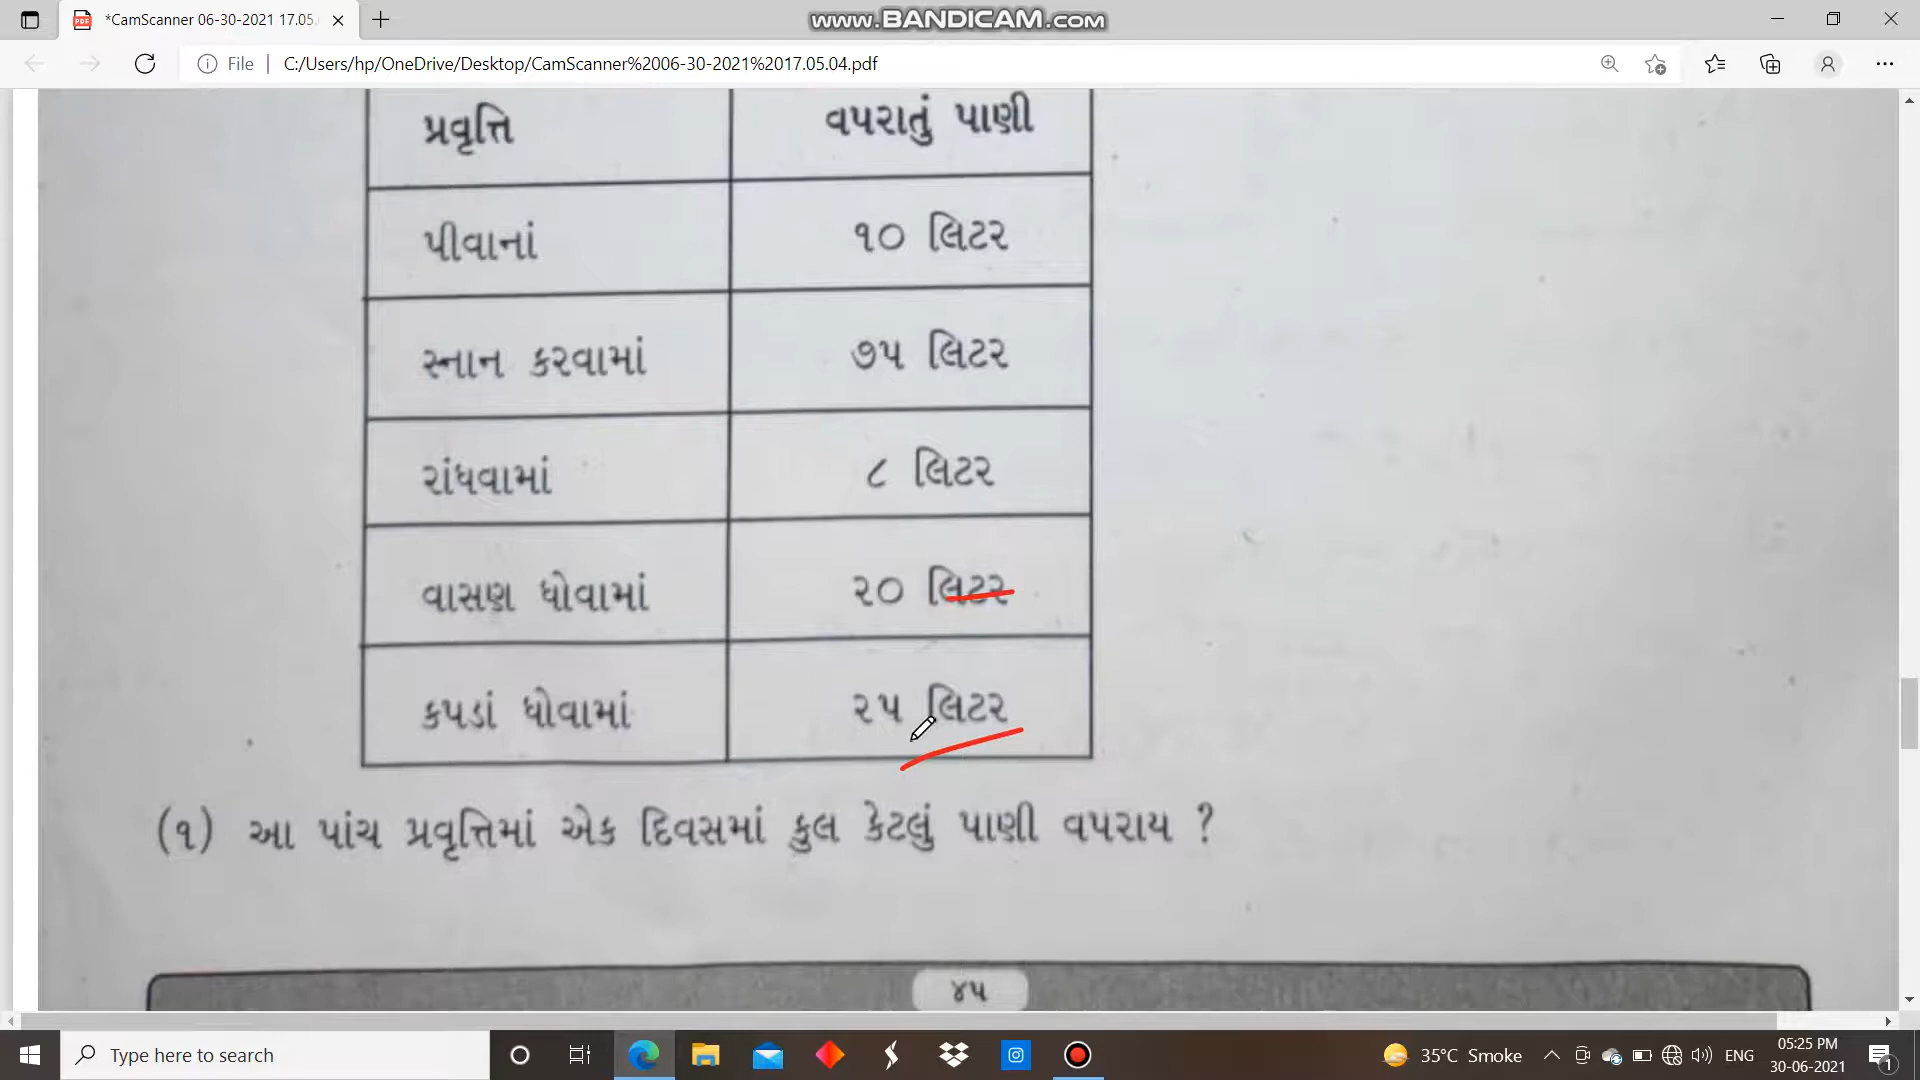 *CamScanner 06-30-2021 17.05.
www.BANDICAM.com
File C:/Users/hp/OneDrive/Desktop/CamScanner%2006-30-2021%2017.05.04.pdf
પ્રવૃત્તિ વપરાતું પાણી
પીવાનાં ૧૦ લિટર
સ્નાન કરવામાં ૭૫ લિટર
રાંધવામાં ૮ લિટર
વાસણ ધોવામાં ૨૦ લિટર
કપડાં ધોવામાં ૨૫ લિટર
(૧) આ પાંચ પ્રવૃત્તિમાં એક દિવસમાં કુલ કેટલું પાણી વપરાય ?
૪૫
Type here to search
35°C Smoke
ENG
05:25 PM
30-06-2021
1